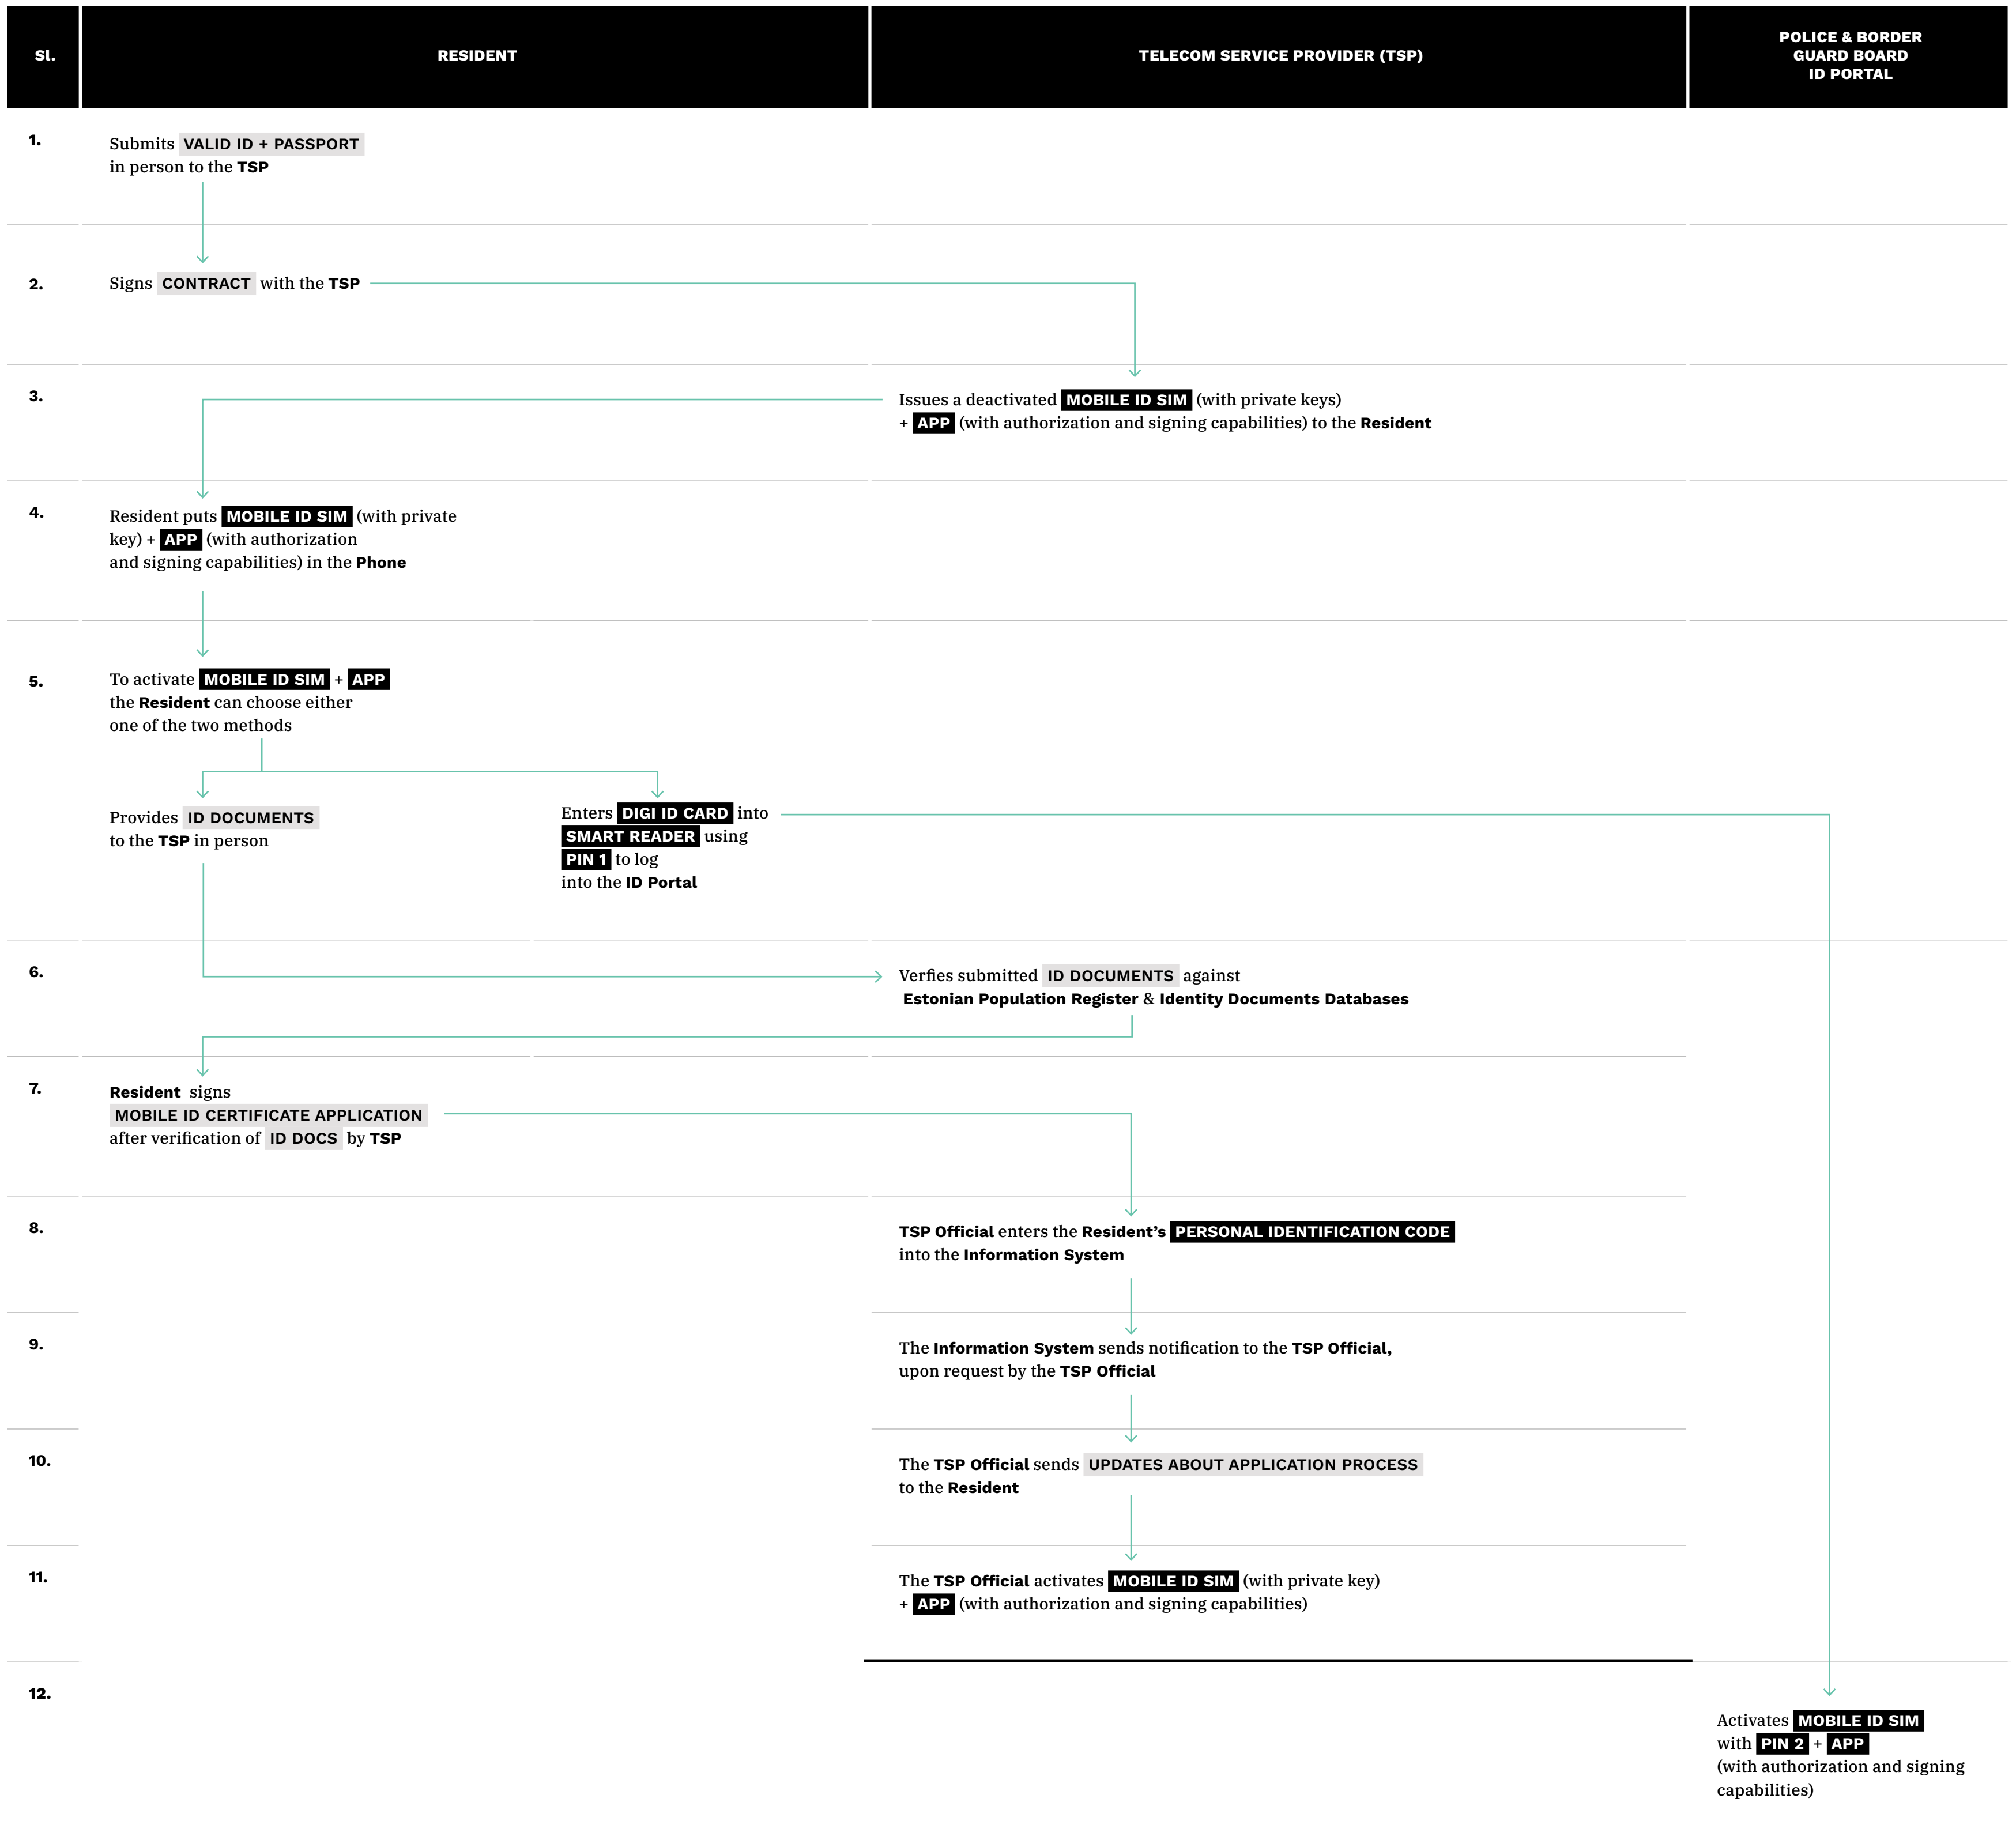 Sl.
RESIDENT
TELECOM SERVICE PROVIDER (TSP)
POLICE & BORDER
GUARD BOARD
ID PORTAL
1.
Submits VALID ID + PASSPORT
in person to the TSP
2.
Signs CONTRACT with the TSP
3.
Issues a deactivated MOBILE ID SIM (with private keys)
+ APP (with authorization and signing capabilities) to the Resident
4.
Resident puts MOBILE ID SIM (with private
key) + APP (with authorization
and signing capabilities) in the Phone
5.
To activate MOBILE ID SIM + APP
the Resident can choose either
one of the two methods
Provides ID DOCUMENTS
to the TSP in person
Enters DIGI ID CARD into
SMART READER using
PIN 1 to log
into the ID Portal
6.
Verfies submitted ID DOCUMENTS against
Estonian Population Register & Identity Documents Databases
7.
Resident signs
MOBILE ID CERTIFICATE APPLICATION
after verification of ID DOCS by TSP
8.
TSP Official enters the Resident’s PERSONAL IDENTIFICATION CODE
into the Information System
9.
The Information System sends notification to the TSP Official,
upon request by the TSP Official
10.
The TSP Official sends UPDATES ABOUT APPLICATION PROCESS
to the Resident
11.
The TSP Official activates MOBILE ID SIM (with private key)
+ APP (with authorization and signing capabilities)
12.
Activates MOBILE ID SIM
with PIN 2 + APP
(with authorization and signing
capabilities)